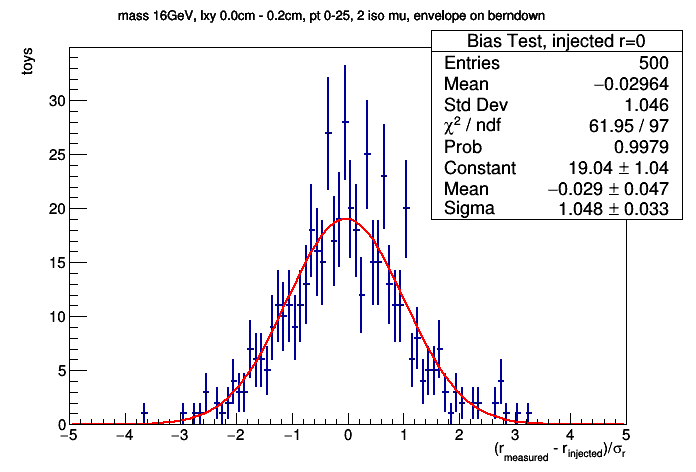 mass 16GeV, lxy 0.0cm - 0.2cm, pt 0-25, 2 iso mu, envelope on berndown
Bias Test, injected r=0
Entries 500
Mean −0.02964
Std Dev 1.046
χ² / ndf 61.95 / 97
Prob 0.9979
Constant 19.04 ± 1.04
Mean −0.029 ± 0.047
Sigma 1.048 ± 0.033
toys
30
25
20
15
10
5
0
−5 −4 −3 −2 −1 0 1 2 3 4 5
(r_measured - r_injected)/σ_r